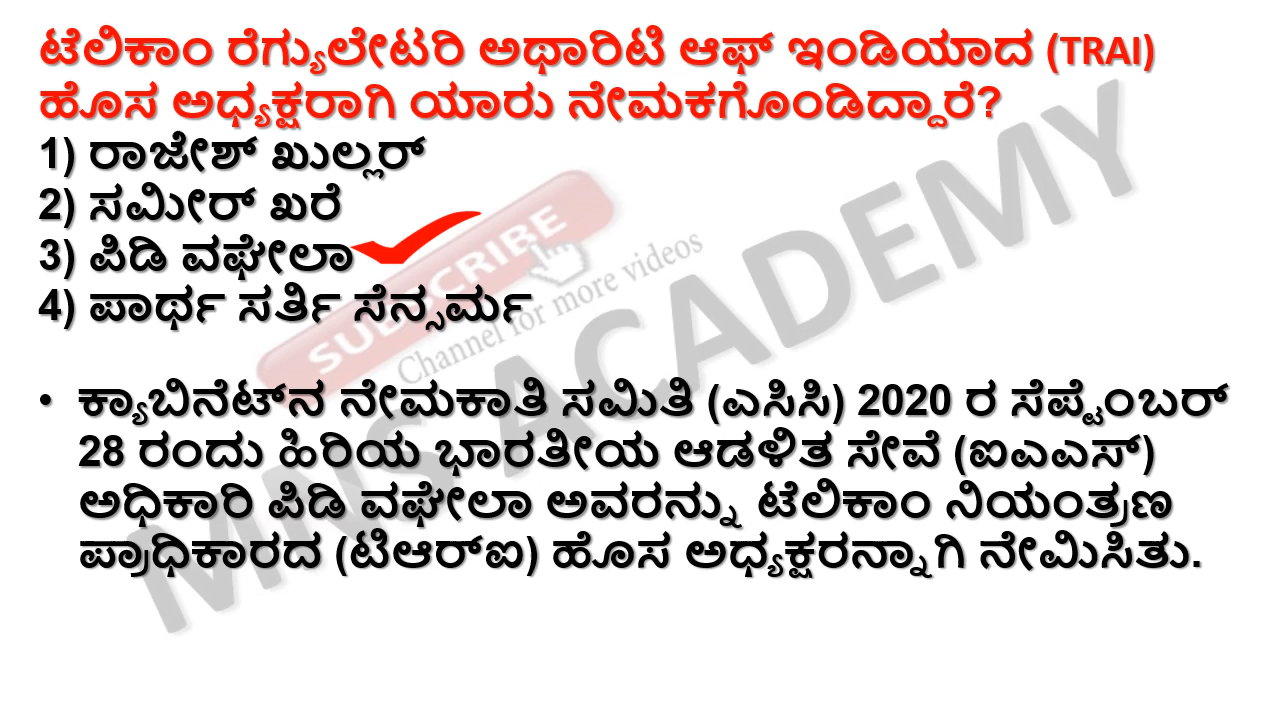 ಟೆಲಿಕಾಂ ರೆಗ್ಯುಲೇಟರಿ ಅಥಾರಿಟಿ ಆಫ್ ಇಂಡಿಯಾದ (TRAI)
ಹೊಸ ಅಧ್ಯಕ್ಷರಾಗಿ ಯಾರು ನೇಮಕಗೊಂಡಿದ್ದಾರೆ?
1) ರಾಜೇಶ್ ಖುಲ್ಲರ್
2) ಸಮೀರ್ ಖರೆ
3) ಪಿಡಿ ವಘೇಲಾ
4) ಪಾರ್ಥ ಸರ್ತಿ ಸೆನ್ಸರ್ಮ
• ಕ್ಯಾಬಿನೆಟ್‌ನ ನೇಮಕಾತಿ ಸಮಿತಿ (ಎಸಿಸಿ) 2020 ರ ಸೆಪ್ಟೆಂಬರ್
28 ರಂದು ಹಿರಿಯ ಭಾರತೀಯ ಆಡಳಿತ ಸೇವೆ (ಐಎಎಸ್)
ಅಧಿಕಾರಿ ಪಿಡಿ ವಘೇಲಾ ಅವರನ್ನು ಟೆಲಿಕಾಂ ನಿಯಂತ್ರಣ
ಪ್ರಾಧಿಕಾರದ (ಟಿಆರ್‌ಐ) ಹೊಸ ಅಧ್ಯಕ್ಷರನ್ನಾಗಿ ನೇಮಿಸಿತು.
SUBSCRIBE
Channel for more videos
MNS ACADEMY